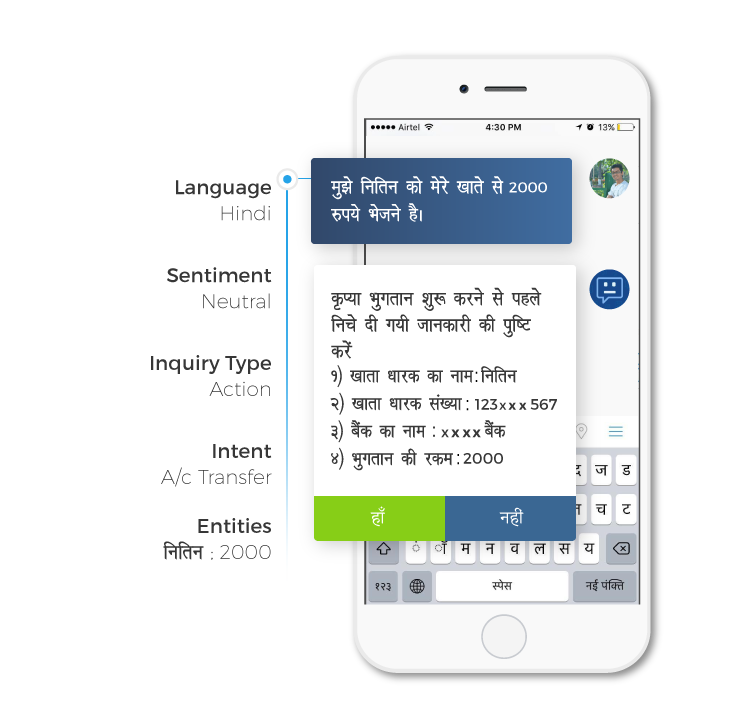 Airtel 4:30 PM 13%
Language
Hindi
Sentiment
Neutral
Inquiry Type
Action
Intent
A/c Transfer
Entities
नितिन : 2000
मुझे नितिन को मेरे खाते से 2000
रुपये भेजने है।
कृप्या भुगतान शुरू करने से पहले
निचे दी गयी जानकारी की पुष्टि
करें
१) खाता धारक का नाम:नितिन
२) खाता धारक संख्या: 123xxx567
३) बैंक का नाम : xxxx बैंक
४) भुगतान की रकम:2000
हाँ नही
द ज ड
न च ट
ं ाँ म न व ल स य
१२३ स्पेस नई पंक्ति